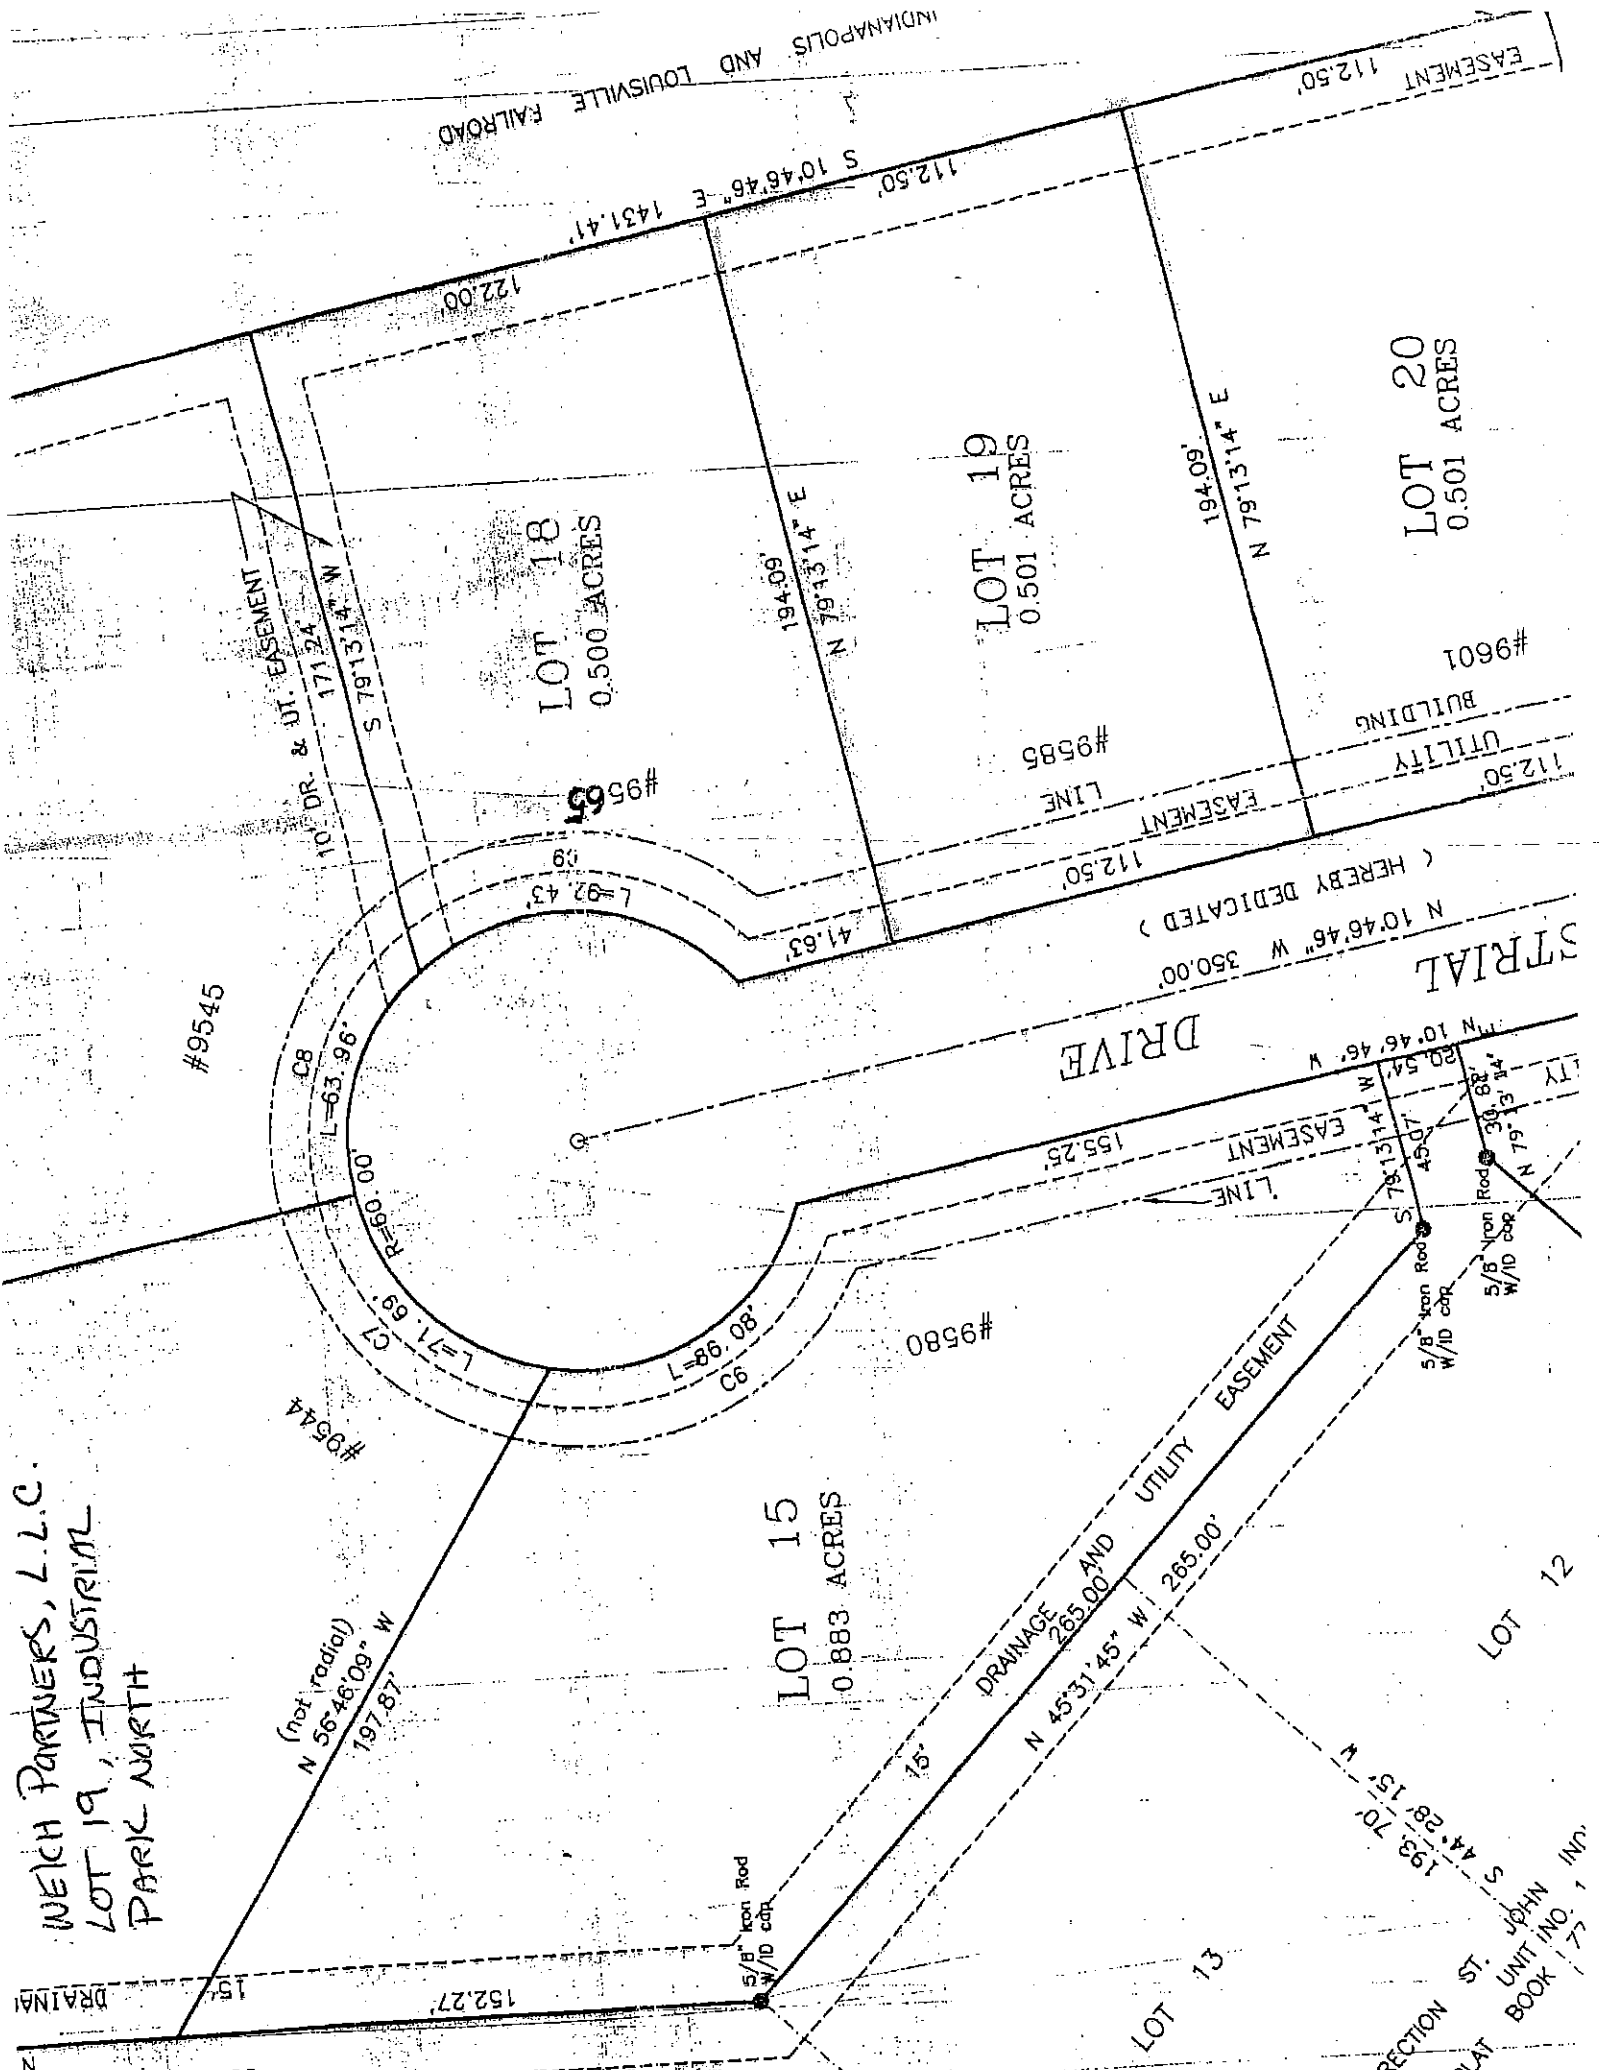 WELCH PARTNERS, L.L.C.
LOT 19, INDUSTRIAL
PARK NORTH
AND LOUISVILLE RAILROAD
S 10°46'46" E 1431.41'
122.00'
112.50'
112.50'
EASEMENT
10' DR. & UT. EASEMENT
171.24'
S 79°13'14" W
LOT 18
0.500 ACRES
#9565
194.09'
N 79°13'14" E
LOT 19
0.501 ACRES
#9585
194.09'
N 79°13'14" E
LOT 20
0.501 ACRES
#9601
BUILDING
LINE
UTILITY
EASEMENT
41.63'
112.50'
112.50'
( HEREBY DEDICATED )
N 10°46'46" W 350.00'
DRIVE
STRIAL
#9545
C8
L=63.96'
C9
L=92.43'
R=60.00'
C7
L=71.69'
C6
L=98.08'
#9544
#9580
155.25'
EASEMENT
LINE
N 10°46'46" W
20.54'
S 79°13'14" W
45.07'
30.82'
N 79°13'14"
5/8" Iron Rod
W/ID cap
5/8" Iron Rod
W/ID cap
(not radial)
N 56°46'09" W
197.87'
LOT 15
0.883 ACRES
DRAINAGE AND UTILITY EASEMENT
265.00'
N 45°31'45" W
265.00'
15'
5/8" Iron Rod
W/ID cap
152.27'
15'
193.70'
S 44°28'15" W
LOT 12
LOT 13
ST. JOHN
UNIT NO. 1
BOOK 77